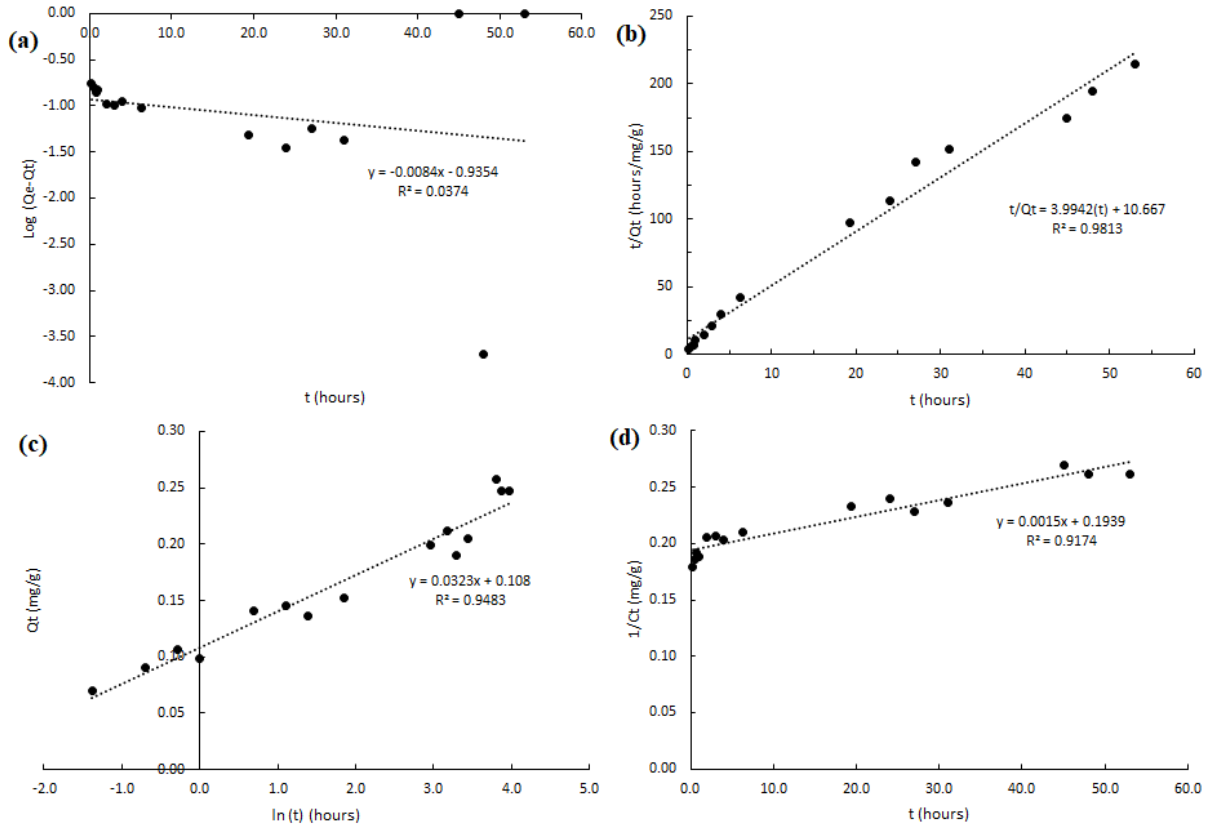 (a)
0.00
0.0 10.0 20.0 30.0 40.0 50.0 60.0
-0.50
-1.00
-1.50
-2.00
-2.50
-3.00
-3.50
-4.00
Log (Qe-Qt)
y = -0.0084x - 0.9354
R² = 0.0374
t (hours)
(b)
250
200
150
100
50
0
t/Qt (hours/mg/g)
t/Qt = 3.9942(t) + 10.667
R² = 0.9813
0 10 20 30 40 50 60
t (hours)
(c)
0.30
0.25
0.20
0.15
0.10
0.05
0.00
Qt (mg/g)
y = 0.0323x + 0.108
R² = 0.9483
-2.0 -1.0 0.0 1.0 2.0 3.0 4.0 5.0
ln (t) (hours)
(d)
0.30
0.25
0.20
0.15
0.10
0.05
0.00
1/Ct (mg/g)
y = 0.0015x + 0.1939
R² = 0.9174
0.0 10.0 20.0 30.0 40.0 50.0 60.0
t (hours)